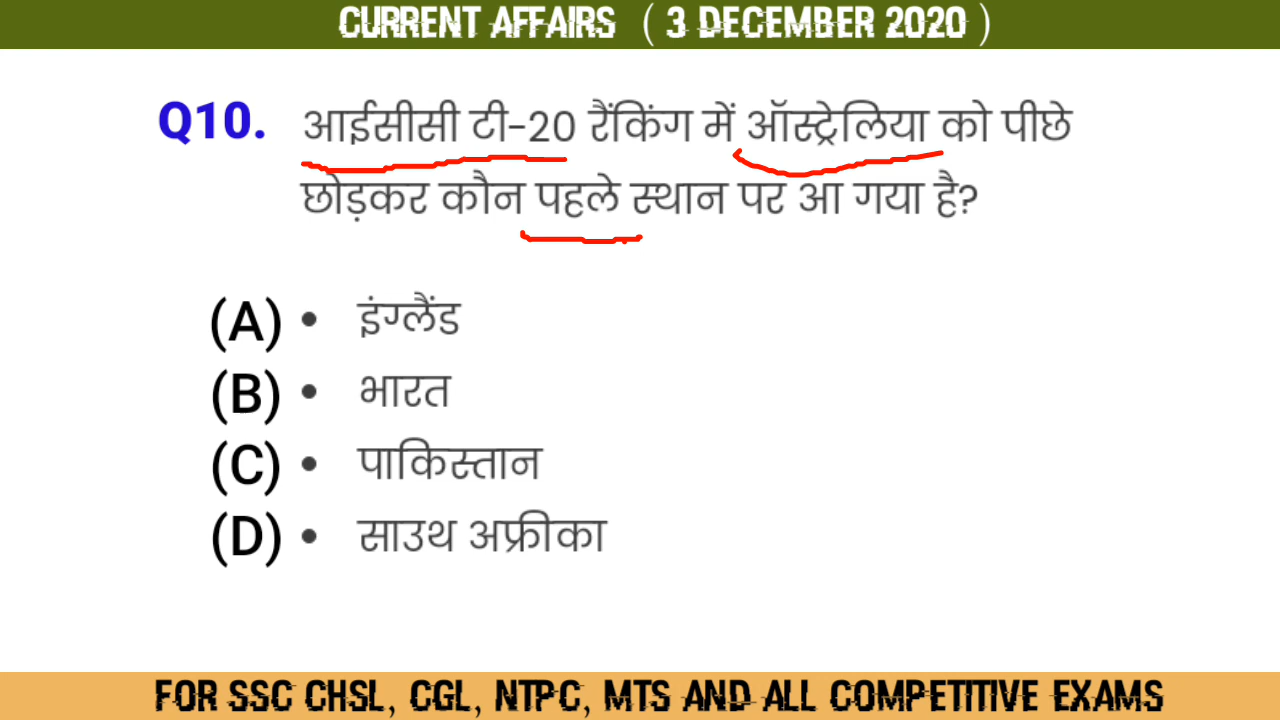 CURRENT AFFAIRS ( 3 DECEMBER 2020 )
Q10. आईसीसी टी-20 रैंकिंग में ऑस्ट्रेलिया को पीछे
छोड़कर कौन पहले स्थान पर आ गया है?
(A) • इंग्लैंड
(B) • भारत
(C) • पाकिस्तान
(D) • साउथ अफ्रीका
FOR SSC CHSL, CGL, NTPC, MTS AND ALL COMPETITIVE EXAMS